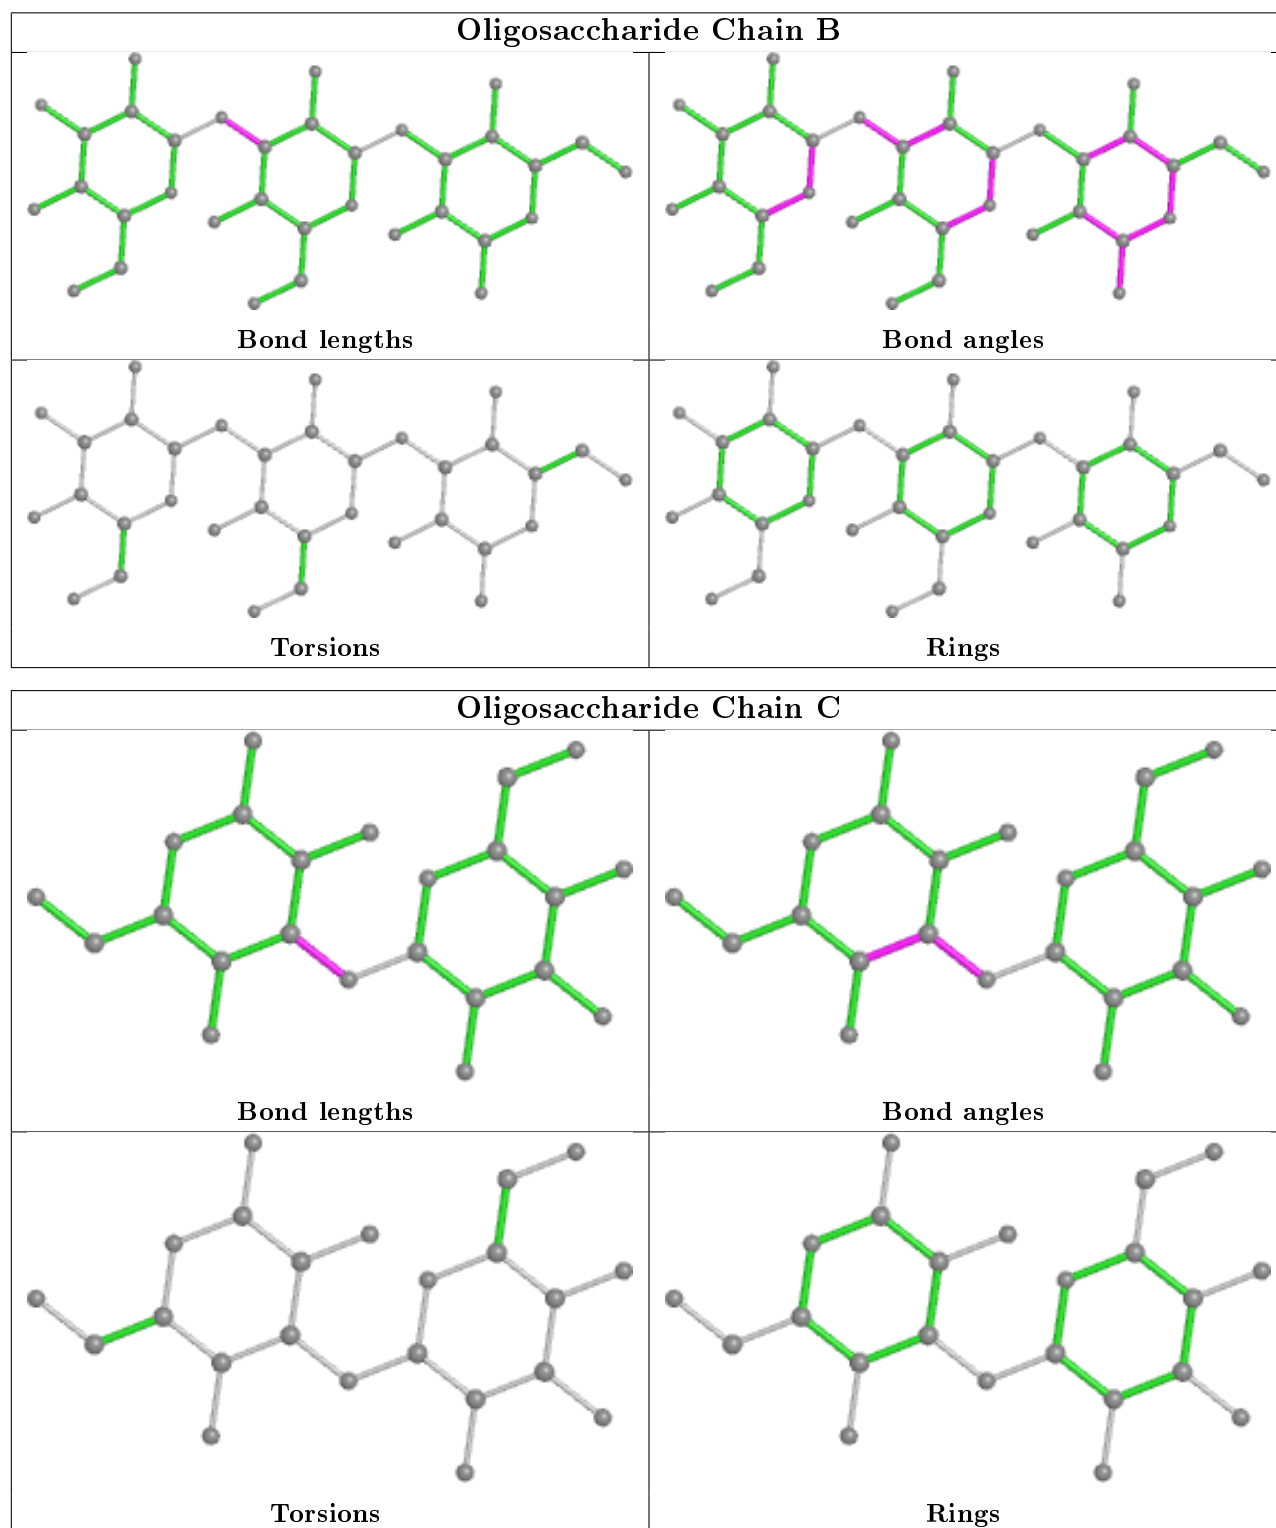 Oligosaccharide Chain B
Bond lengths
Bond angles
Torsions
Rings
Oligosaccharide Chain C
Bond lengths
Bond angles
Torsions
Rings